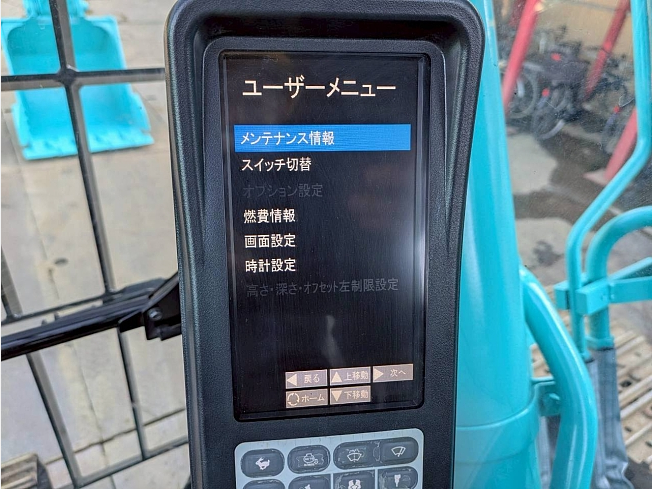 ユーザーメニュー
メンテナンス情報
スイッチ切替
オプション設定
燃費情報
画面設定
時計設定
高さ・深さ・オフセット左制限設定
戻る 上移動 次へ
ホーム 下移動